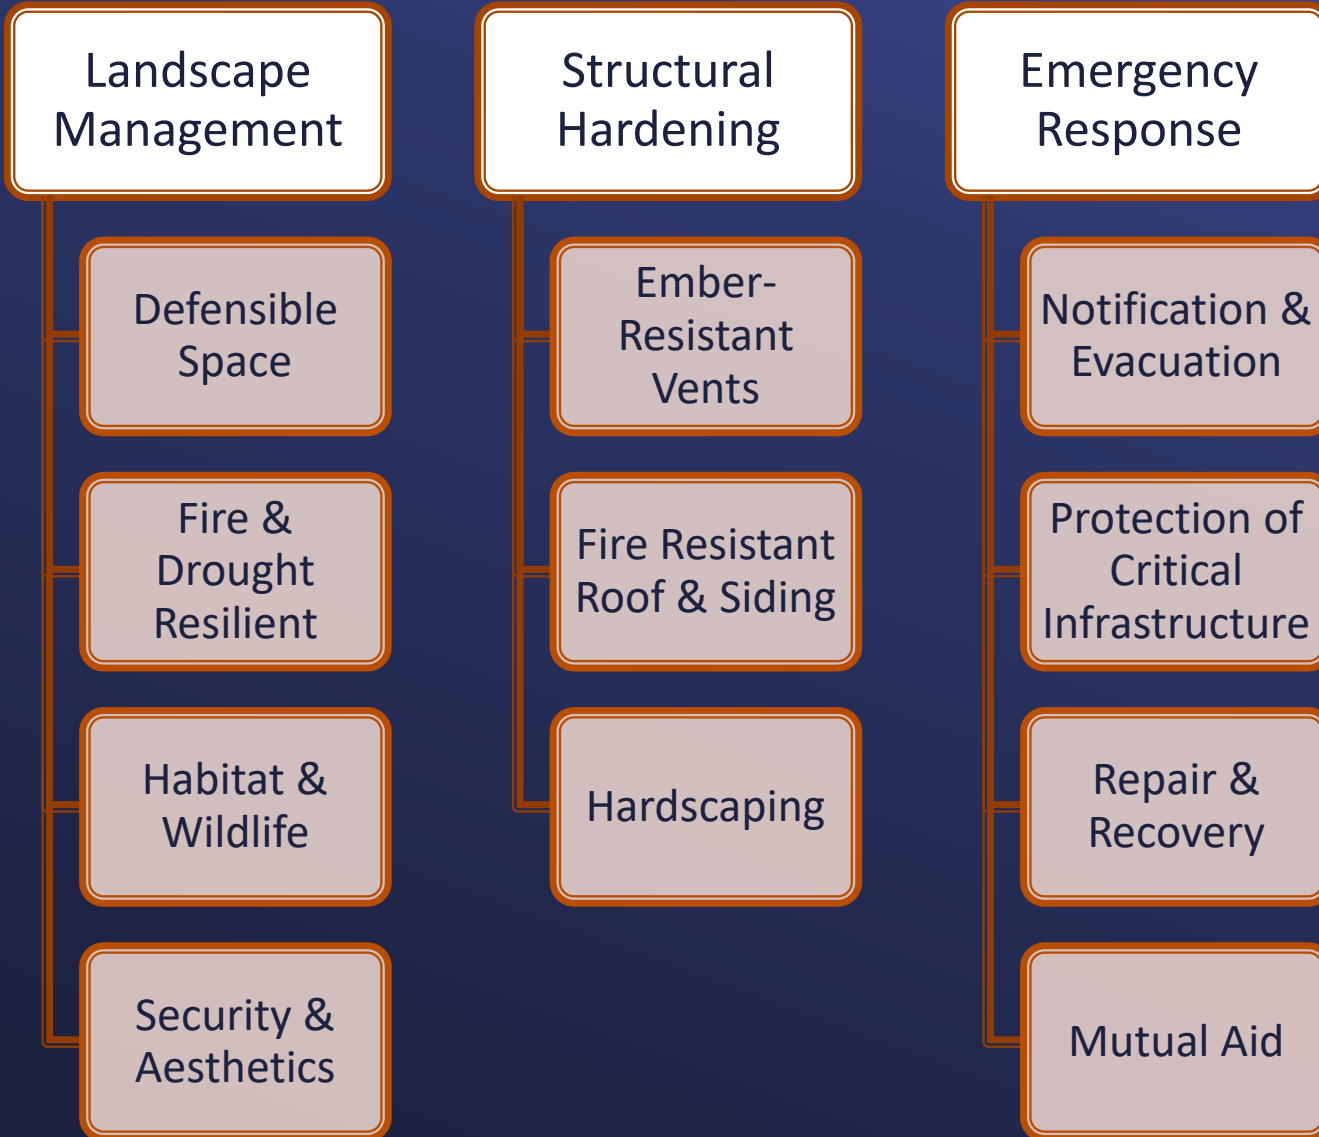 Landscape
Management
Defensible
Space
Fire &
Drought
Resilient
Habitat &
Wildlife
Security &
Aesthetics
Structural
Hardening
Ember-
Resistant
Vents
Fire Resistant
Roof & Siding
Hardscaping
Emergency
Response
Notification &
Evacuation
Protection of
Critical
Infrastructure
Repair &
Recovery
Mutual Aid